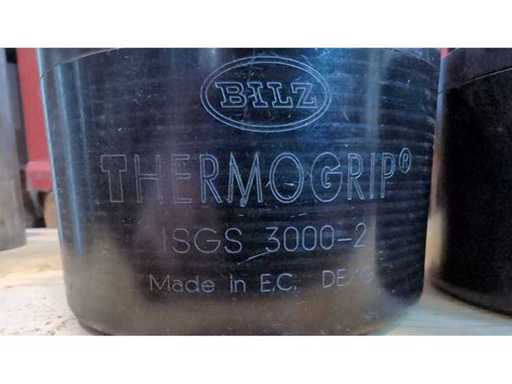 BILZ
THERMOGRIP®
ISGS 3000-2
Made in E.C.